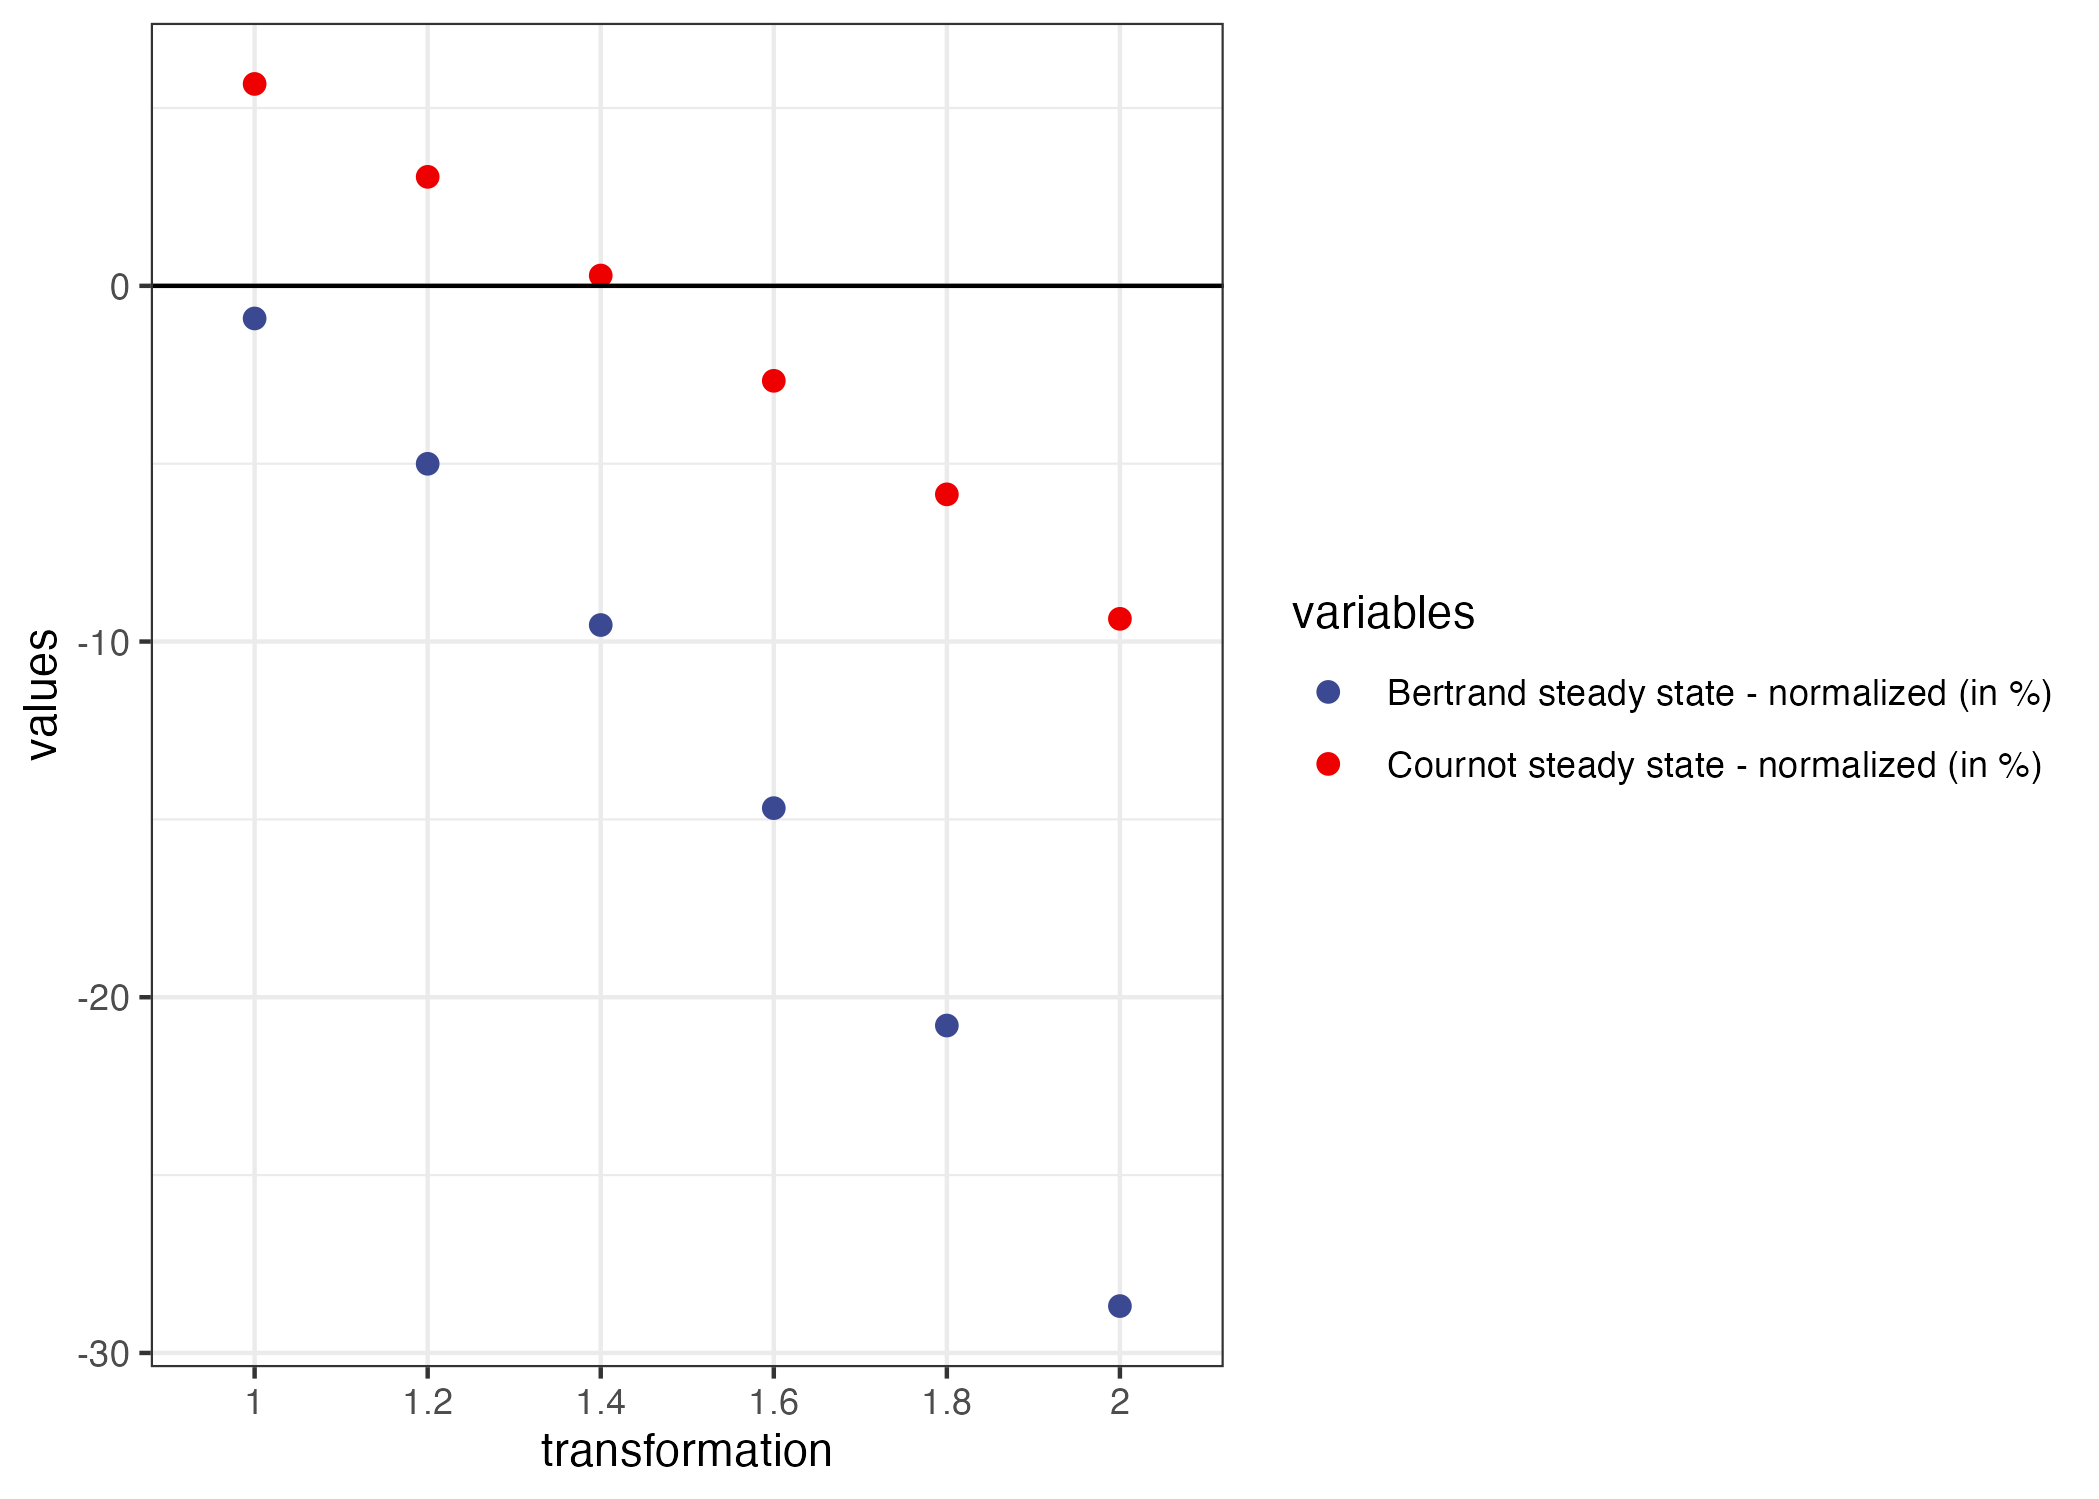 values
0
-10
-20
-30
1 1.2 1.4 1.6 1.8 2
transformation
variables
Bertrand steady state - normalized (in %)
Cournot steady state - normalized (in %)